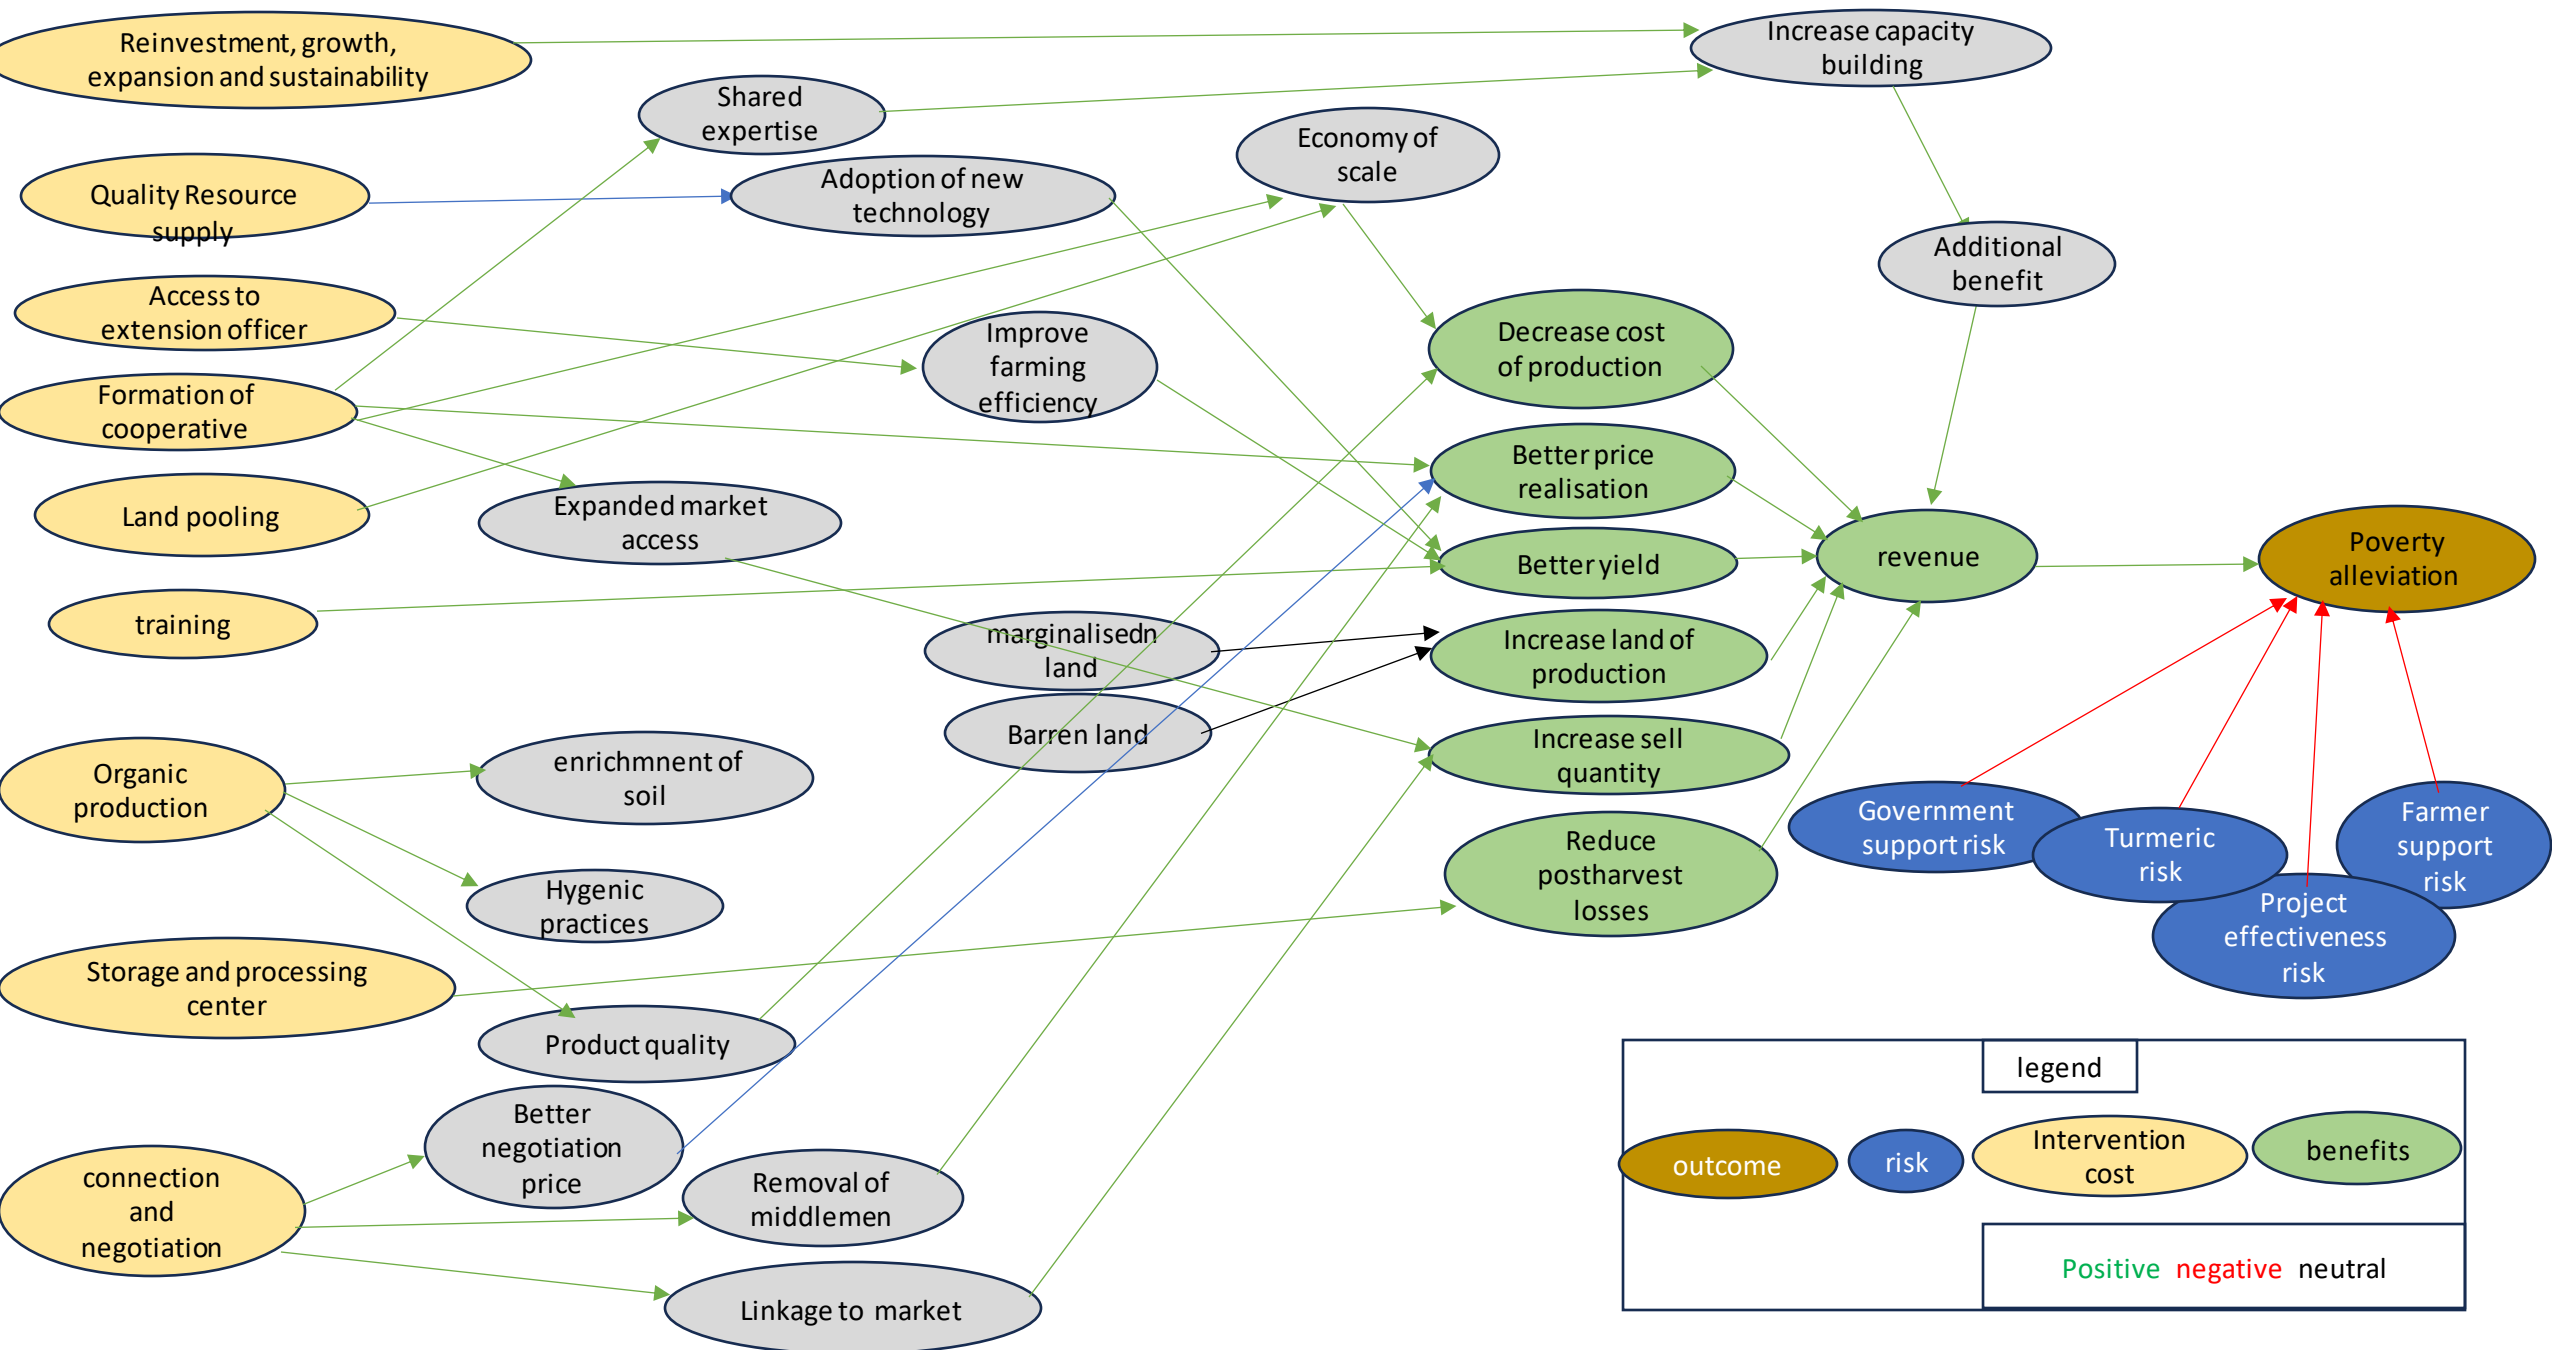 Reinvestment, growth,
expansion and sustainability
Increase capacity
building
Shared
expertise
Economy of
scale
Quality Resource
supply
Adoption of new
technology
Additional
benefit
Access to
extension officer
Improve
farming
efficiency
Decrease cost
of production
Formation of
cooperative
Better price
realisation
Land pooling
Expanded market
access
Better yield
revenue
Poverty
alleviation
training
marginalisedn
land
Increase land of
production
Barren land
Increase sell
quantity
Organic
production
enrichmnent of
soil
Reduce
postharvest
losses
Government
support risk
Turmeric
risk
Farmer
support
risk
Project
effectiveness
risk
Hygenic
practices
Storage and processing
center
Product quality
Better
negotiation
price
connection
and
negotiation
Removal of
middlemen
Linkage to market
legend
outcome
risk
Intervention
cost
benefits
Positive negative neutral